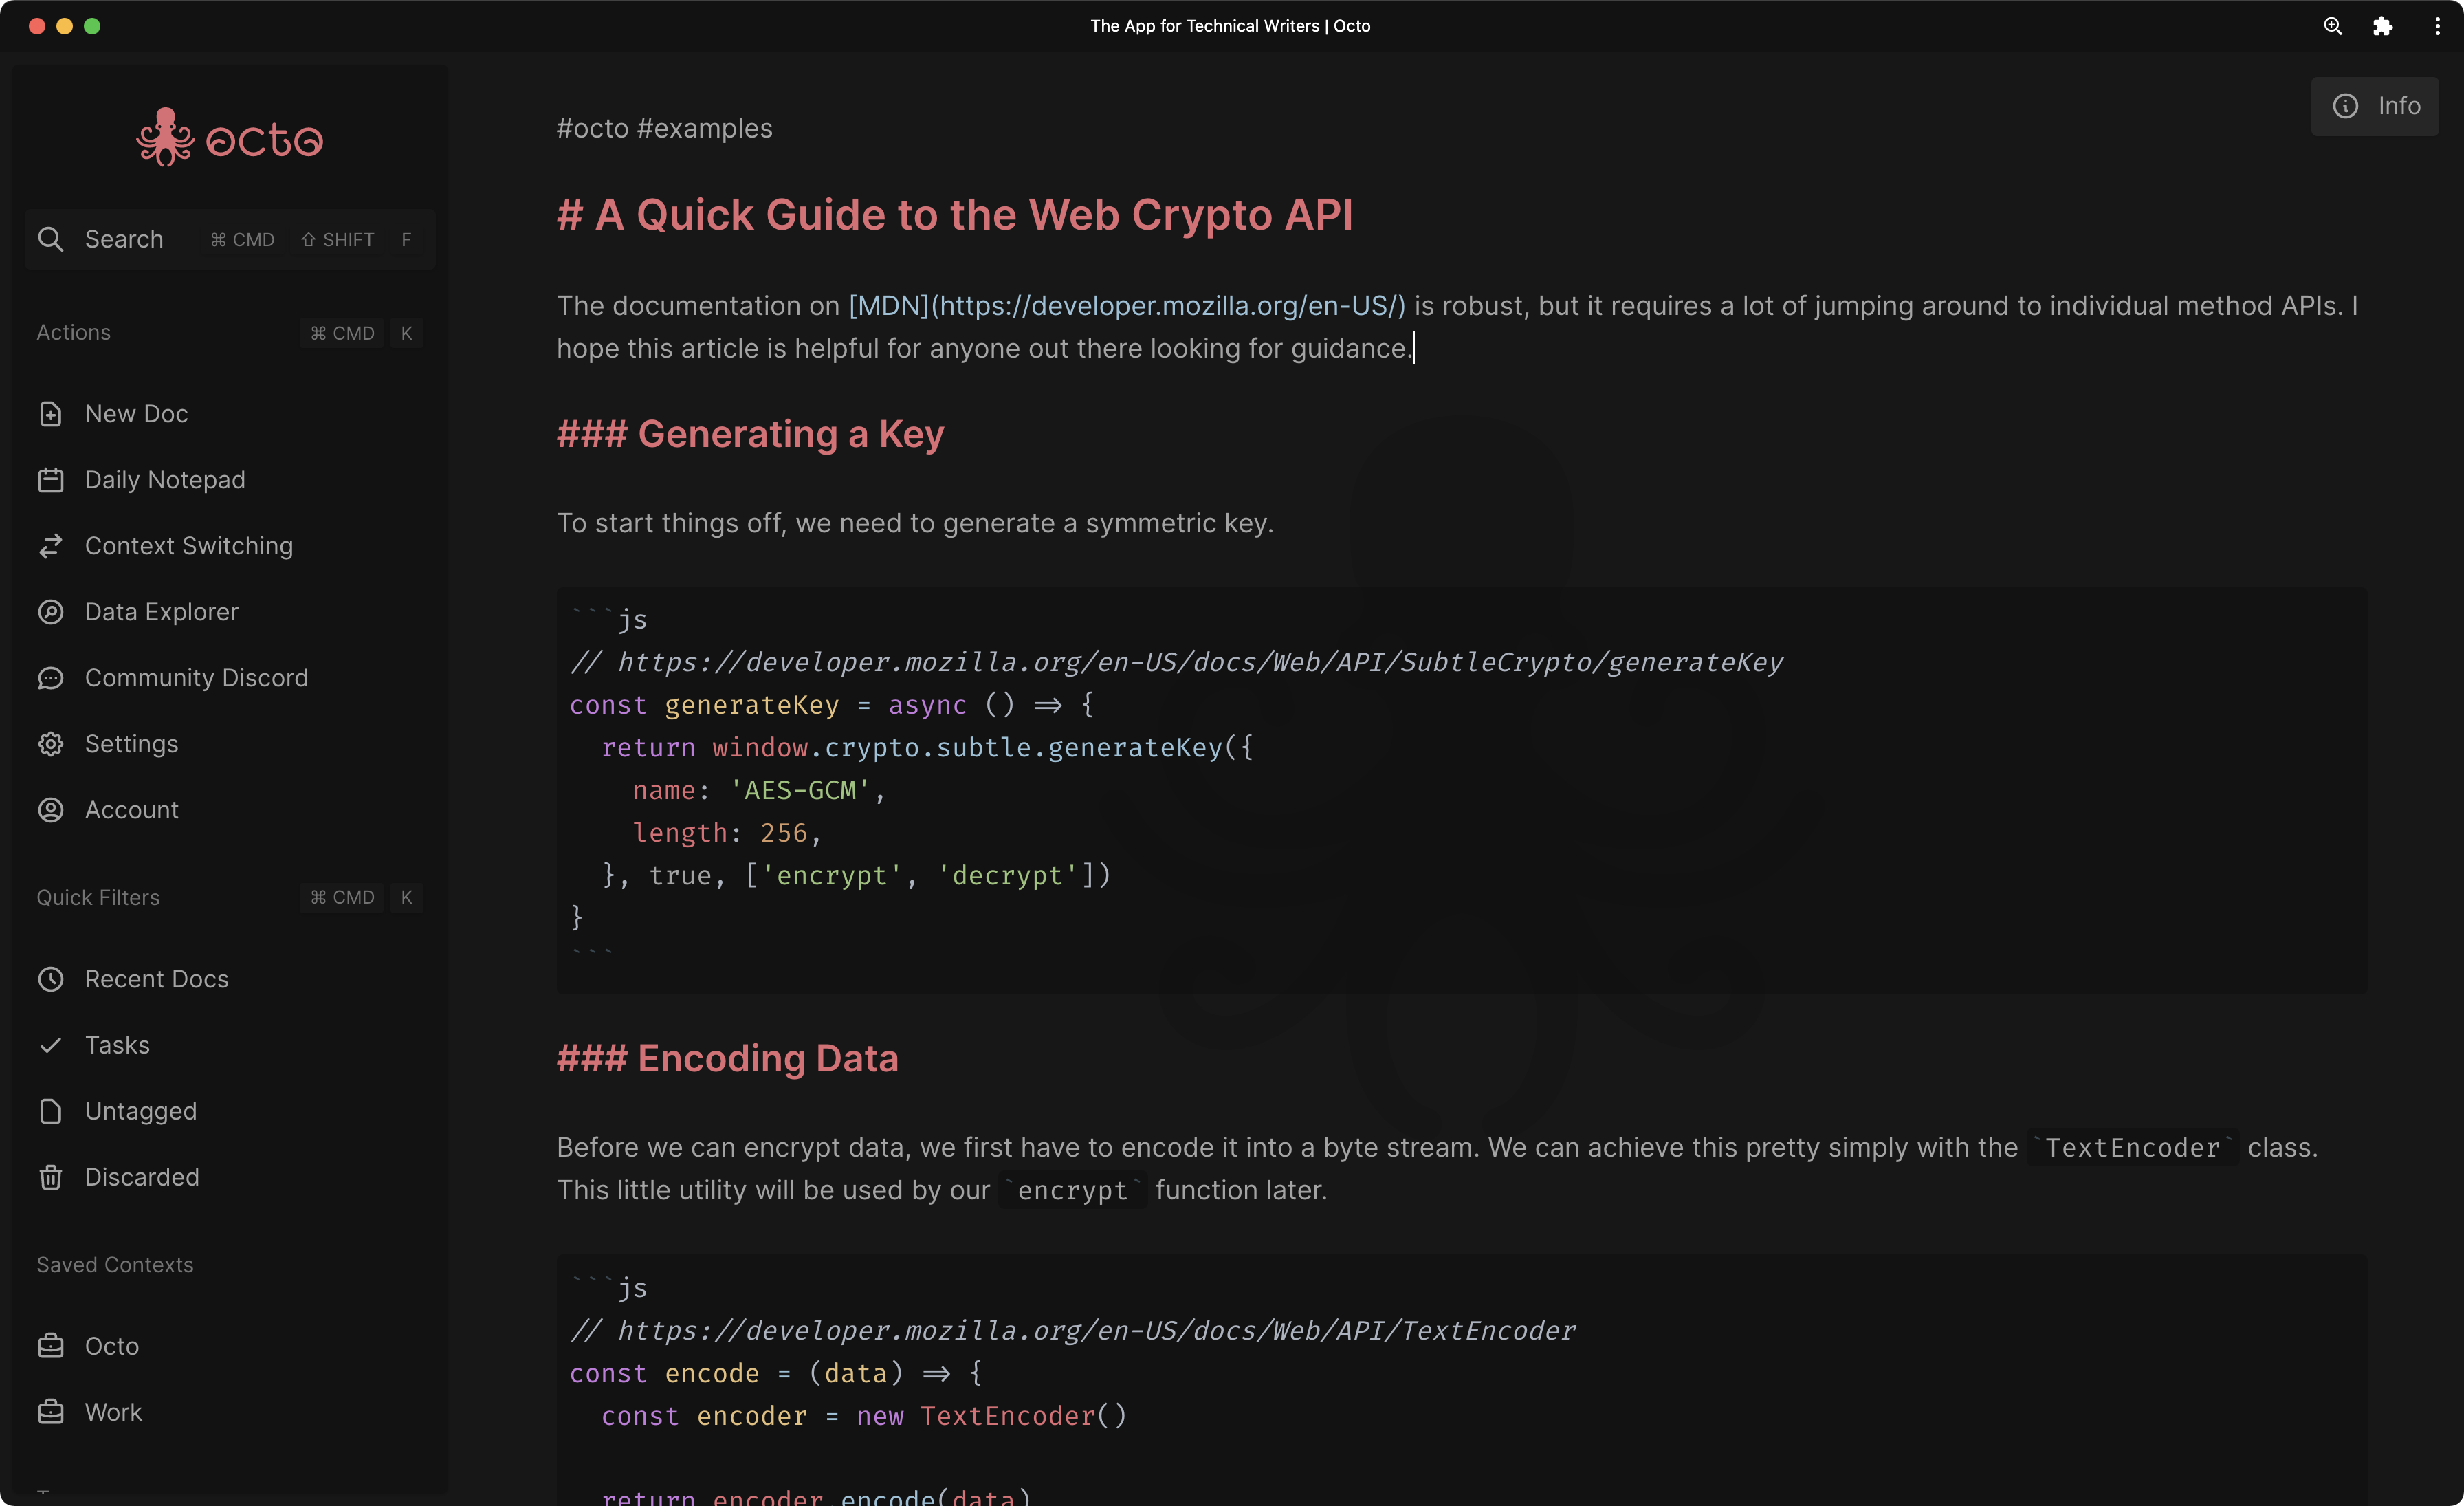 The App for Technical Writers | Octo
octo
Search ⌘ CMD ⇧ SHIFT F
Actions ⌘ CMD K
New Doc
Daily Notepad
Context Switching
Data Explorer
Community Discord
Settings
Account
Quick Filters ⌘ CMD K
Recent Docs
Tasks
Untagged
Discarded
Saved Contexts
Octo
Work
Info
#octo #examples
# A Quick Guide to the Web Crypto API
The documentation on [MDN](https://developer.mozilla.org/en-US/) is robust, but it requires a lot of jumping around to individual method APIs. I
hope this article is helpful for anyone out there looking for guidance.
### Generating a Key
To start things off, we need to generate a symmetric key.
```js
// https://developer.mozilla.org/en-US/docs/Web/API/SubtleCrypto/generateKey
const generateKey = async () => {
  return window.crypto.subtle.generateKey({
    name: 'AES-GCM',
    length: 256,
  }, true, ['encrypt', 'decrypt'])
}
```
### Encoding Data
Before we can encrypt data, we first have to encode it into a byte stream. We can achieve this pretty simply with the `TextEncoder` class.
This little utility will be used by our `encrypt` function later.
```js
// https://developer.mozilla.org/en-US/docs/Web/API/TextEncoder
const encode = (data) => {
  const encoder = new TextEncoder()
  return encoder.encode(data)